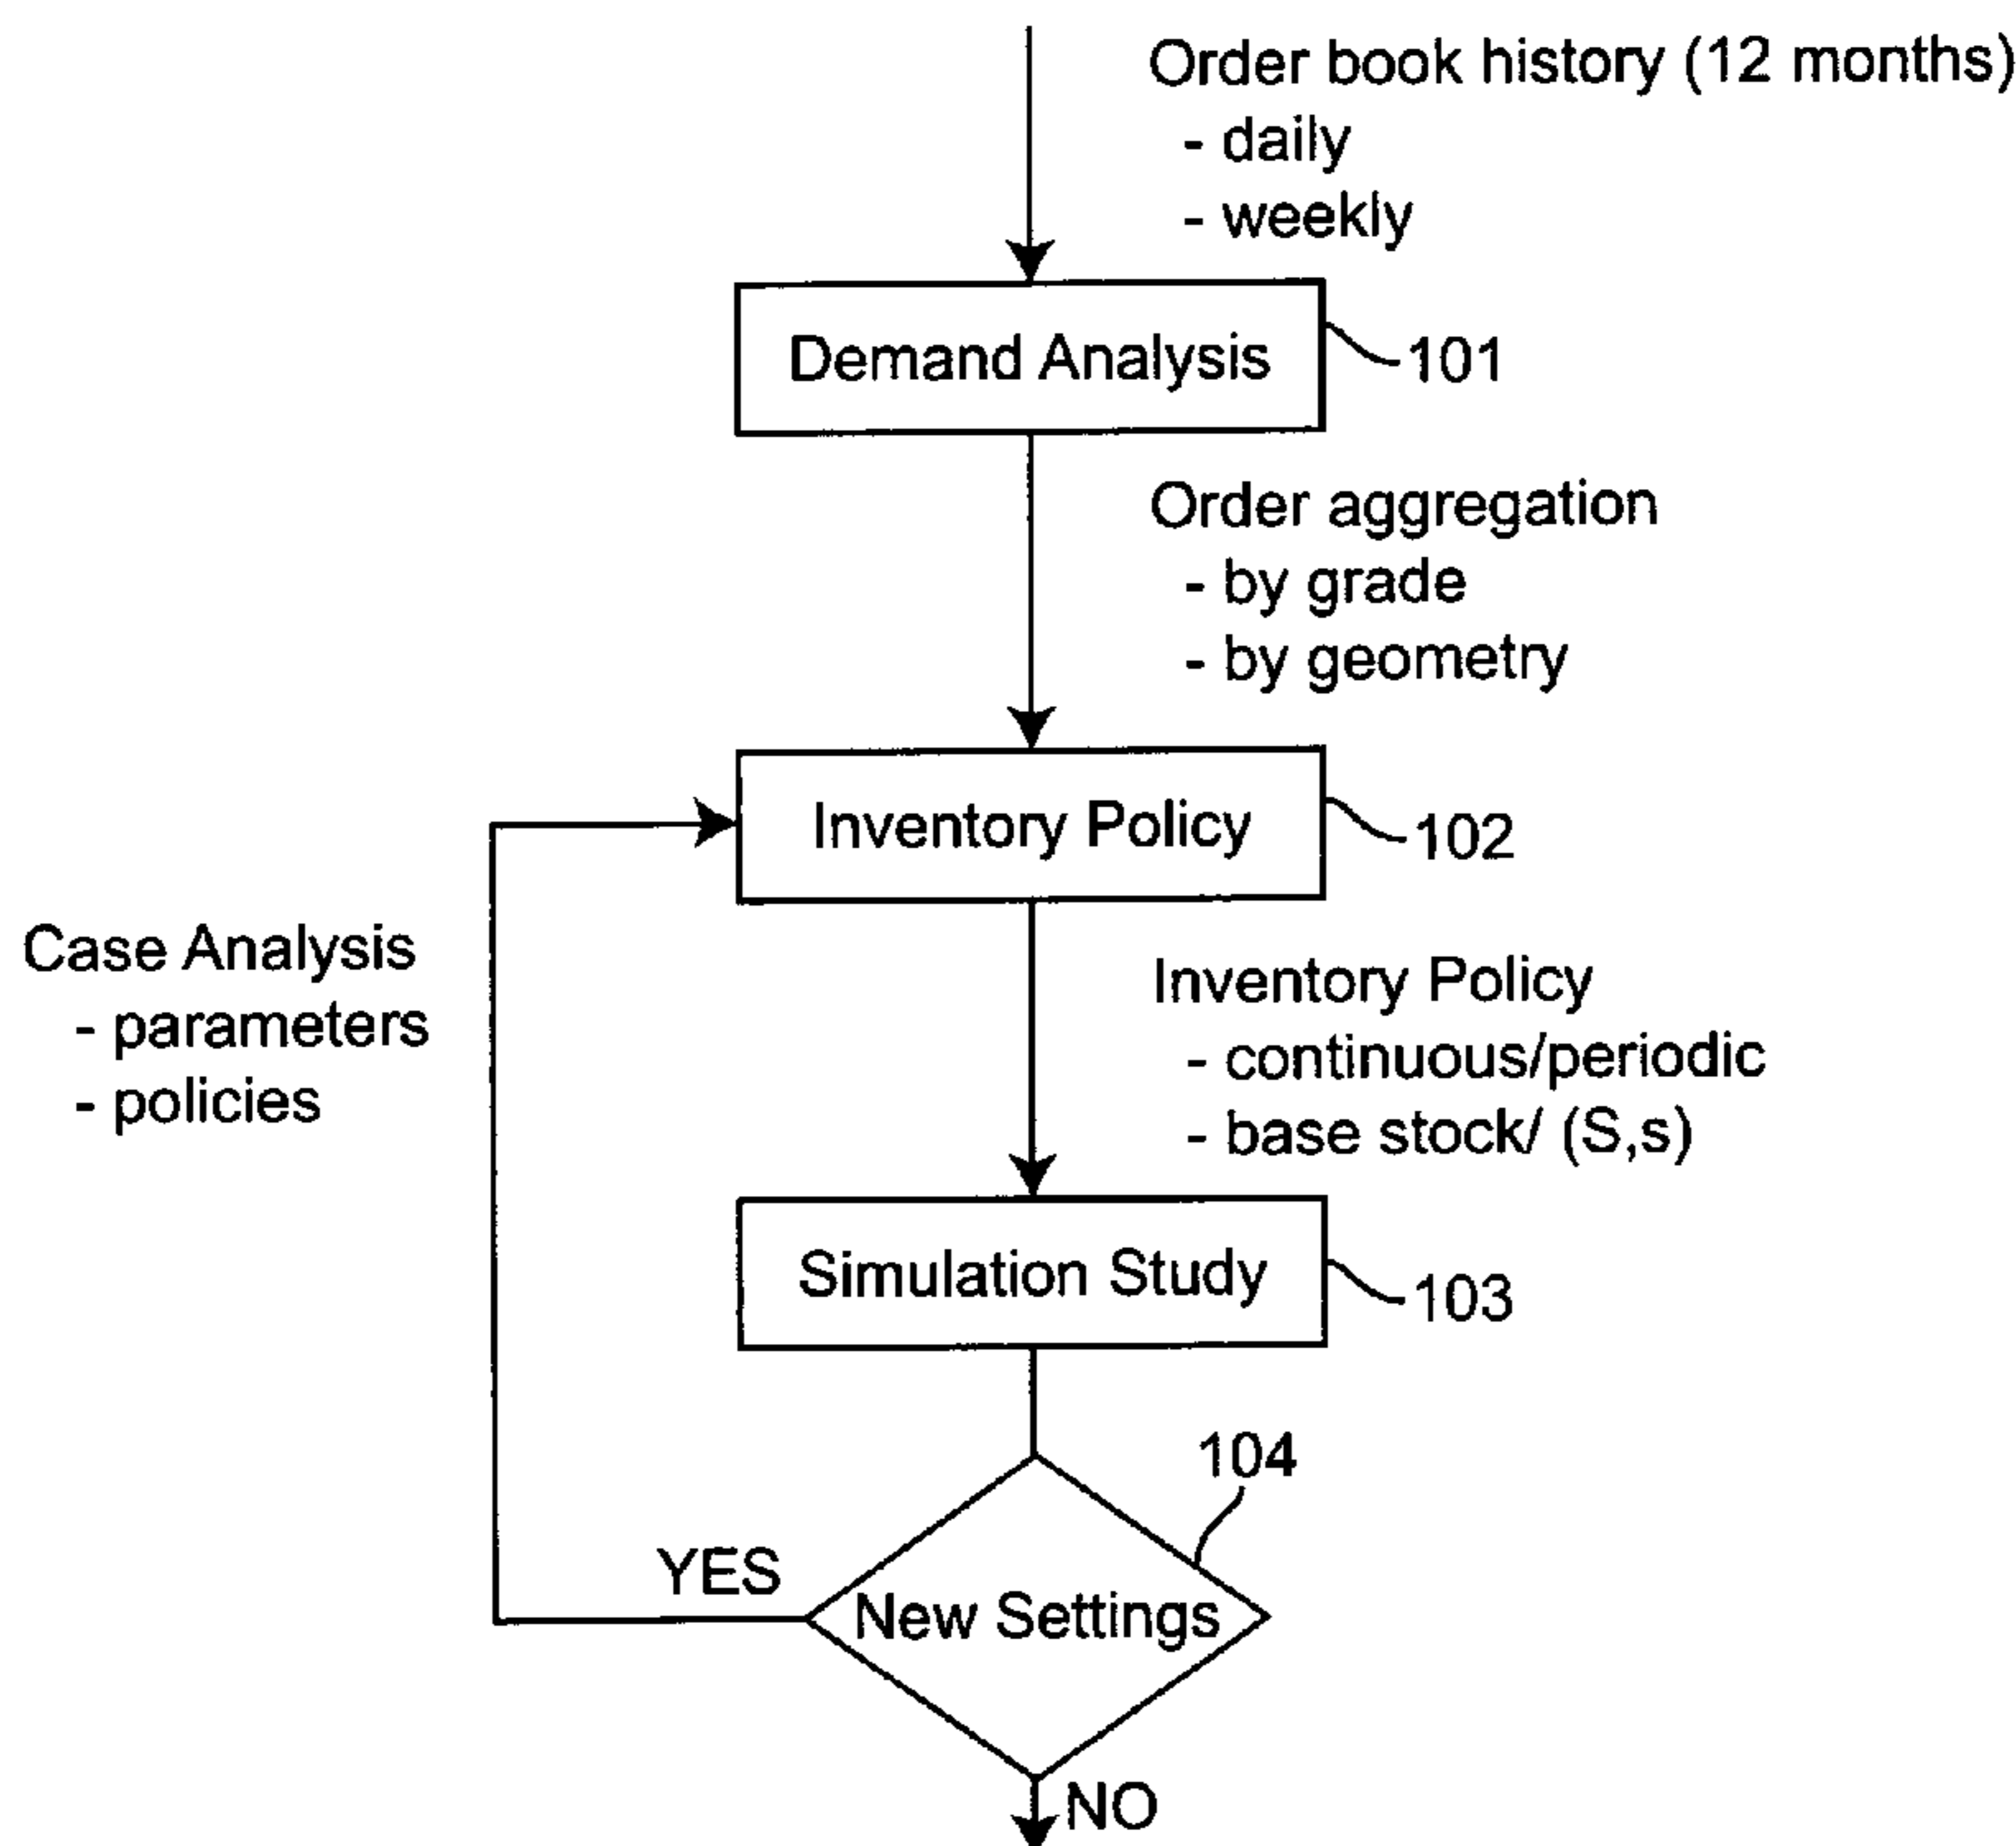 Order book history (12 months)
- daily
- weekly
Demand Analysis
101
Order aggregation
- by grade
- by geometry
Inventory Policy
102
Case Analysis
- parameters
- policies
Inventory Policy
- continuous/periodic
- base stock/ (S,s)
Simulation Study
103
104
YES
New Settings
NO